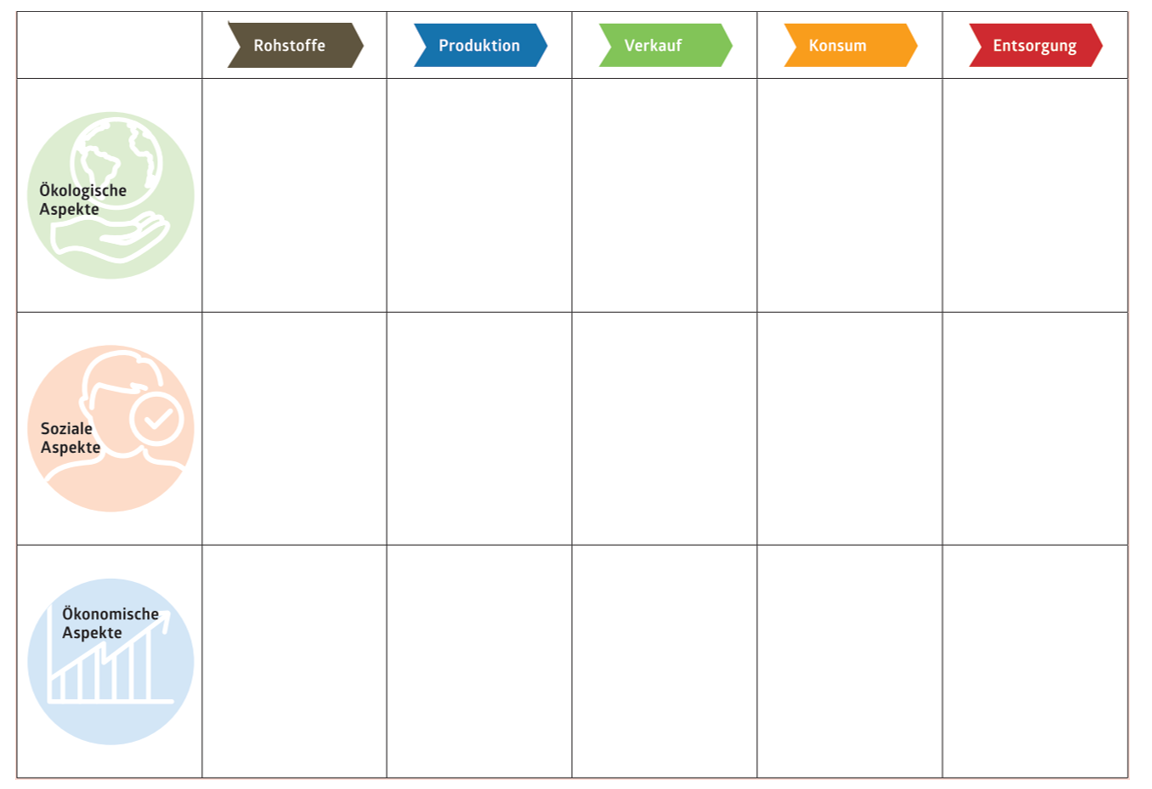 Rohstoffe
Produktion
Verkauf
Konsum
Entsorgung
Ökologische
Aspekte
Soziale
Aspekte
Ökonomische
Aspekte